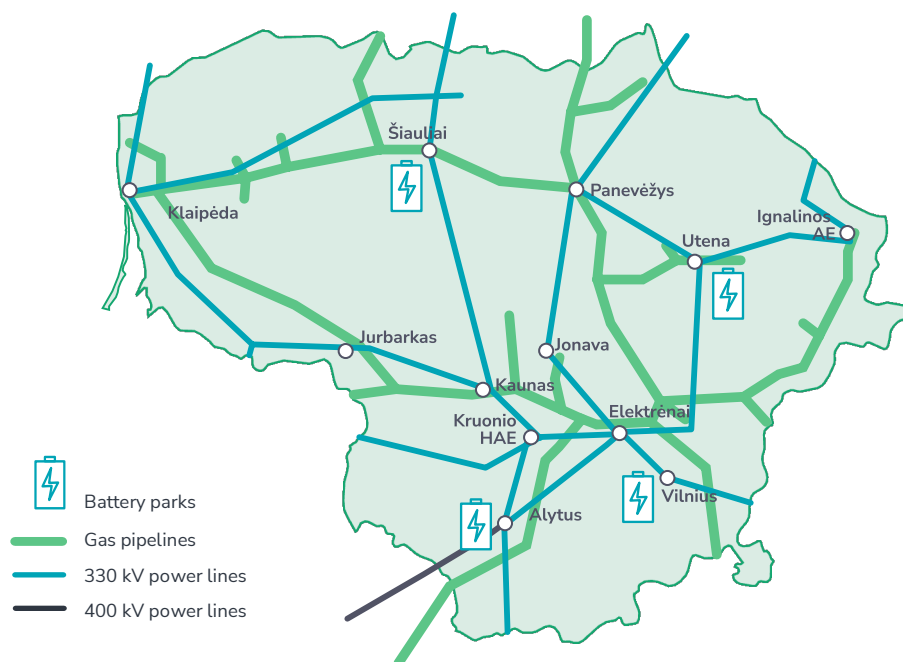 Šiauliai
Panevėžys
Klaipėda
Ignalinos
AE
Utena
Jurbarkas
Jonava
Kaunas
Elektrėnai
Kruonio
HAE
Vilnius
Alytus
Battery parks
Gas pipelines
330 kV power lines
400 kV power lines